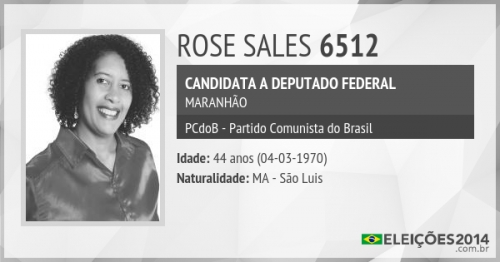 ROSE SALES 6512
CANDIDATA A DEPUTADO FEDERAL
MARANHÃO
PCdoB - Partido Comunista do Brasil
Idade: 44 anos (04-03-1970)
Naturalidade: MA - São Luis
ELEIÇÕES2014
.com.br